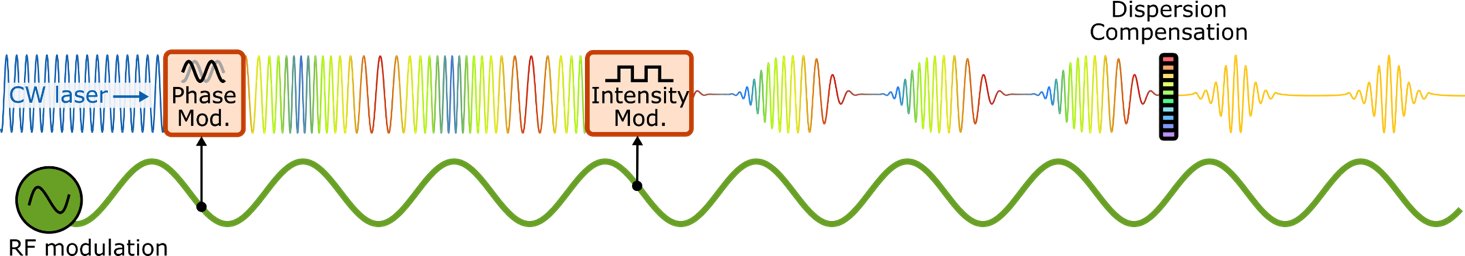 Dispersion
Compensation
CW laser
Phase
Mod.
Intensity
Mod.
RF modulation